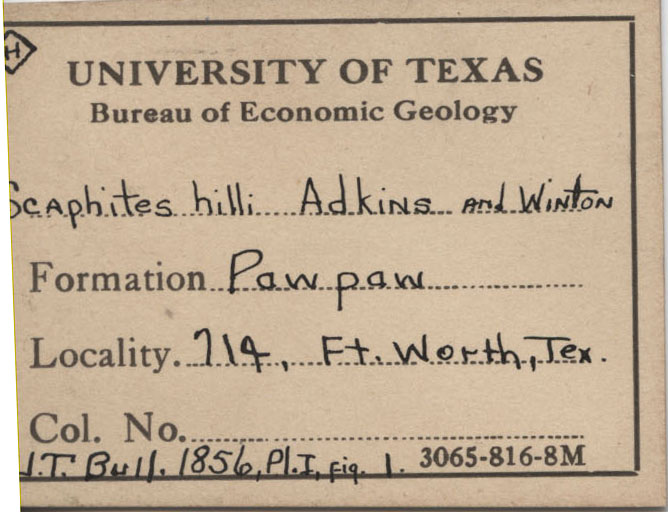 H
UNIVERSITY OF TEXAS
Bureau of Economic Geology
Scaphites hilli Adkins and Winton
Formation Pawpaw
Locality. 714, Ft. Worth, Tex.
Col. No.
U.T. Bull. 1856, Pl. I, fig. 1. 3065-816-8M